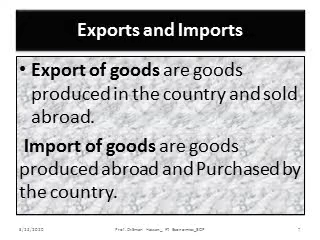 Exports and Imports
• Export of goods are goods
produced in the country and sold
abroad.
Import of goods are goods
produced abroad and Purchased by
the country.